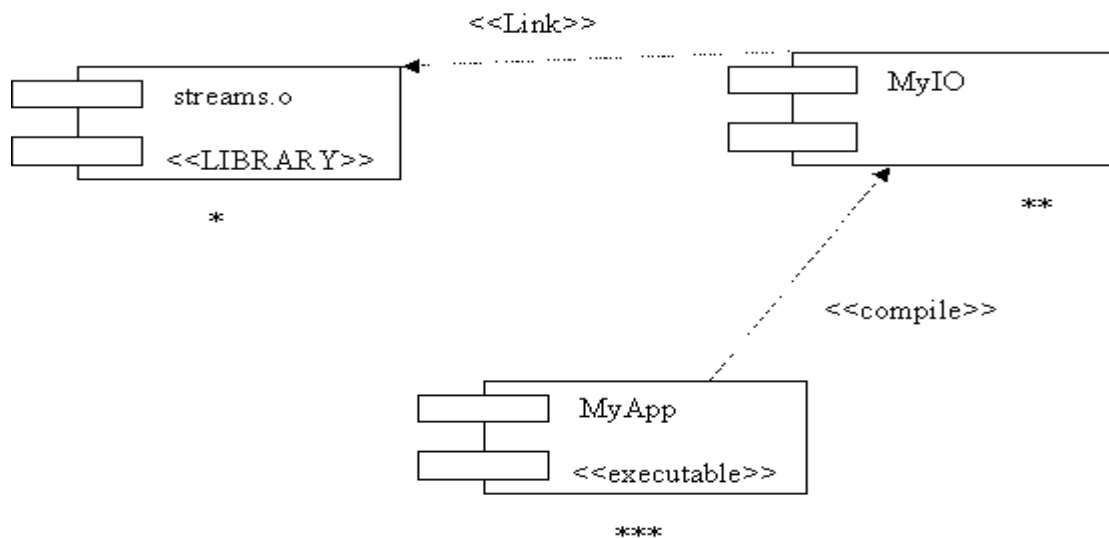 <<Link>>
streams.o
<<LIBRARY>>
*
MyIO
**
<<compile>>
MyApp
<<executable>>
***